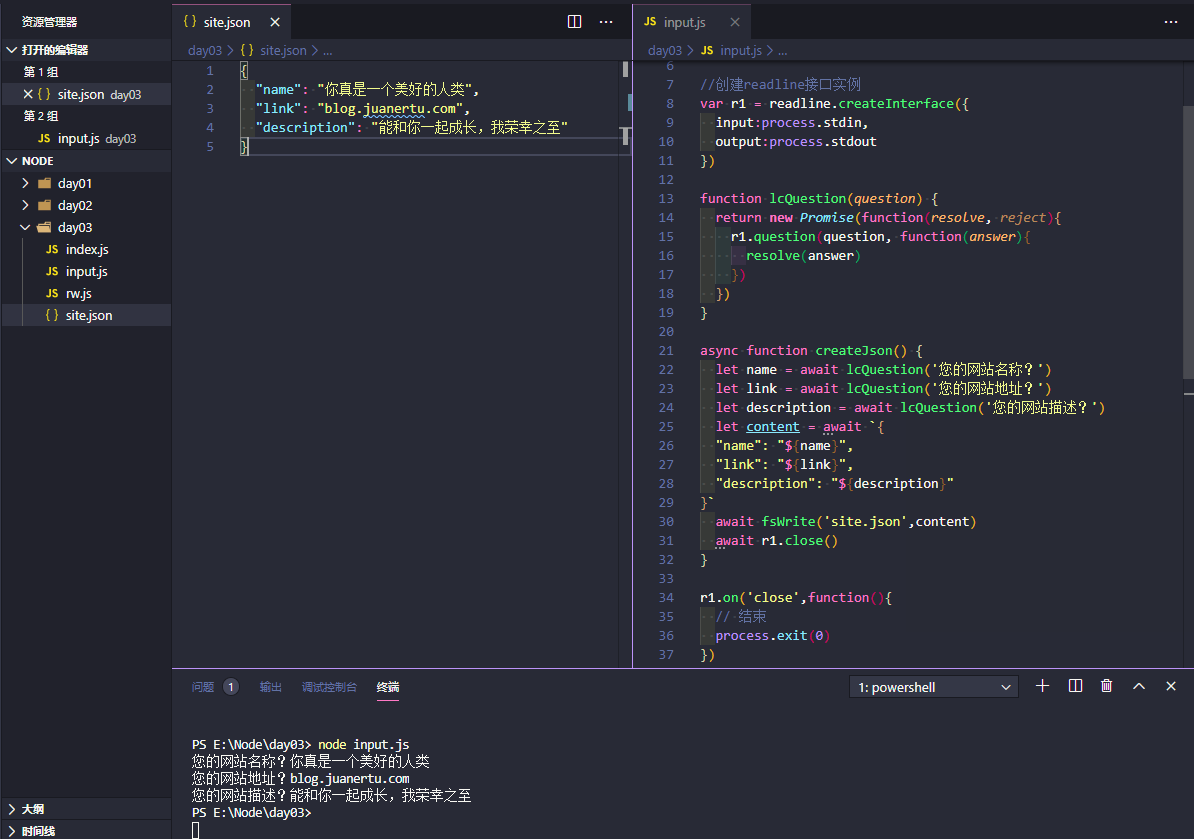 资源管理器
打开的编辑器
第 1 组
site.json day03
第 2 组
JS input.js day03
NODE
day01
day02
day03
JS index.js
JS input.js
JS rw.js
{ } site.json
大纲
时间线
{ } site.json
day03 > { } site.json > ...
1 {
2 "name": "你真是一个美好的人类",
3 "link": "blog.juanertu.com",
4 "description": "能和你一起成长，我荣幸之至"
5 }
JS input.js
day03 > JS input.js > ...
6
7 //创建readline接口实例
8 var r1 = readline.createInterface({
9 input:process.stdin,
10 output:process.stdout
11 })
12
13 function lcQuestion(question) {
14 return new Promise(function(resolve, reject){
15 r1.question(question, function(answer){
16 resolve(answer)
17 })
18 })
19 }
20
21 async function createJson() {
22 let name = await lcQuestion('您的网站名称？')
23 let link = await lcQuestion('您的网站地址？')
24 let description = await lcQuestion('您的网站描述？')
25 let content = await `{
26 "name": "${name}",
27 "link": "${link}",
28 "description": "${description}"
29 }`
30 await fsWrite('site.json',content)
31 await r1.close()
32 }
33
34 r1.on('close',function(){
35 // 结束
36 process.exit(0)
37 })
问题 1 输出 调试控制台 终端
1: powershell
PS E:\Node\day03> node input.js
您的网站名称？你真是一个美好的人类
您的网站地址？blog.juanertu.com
您的网站描述？能和你一起成长，我荣幸之至
PS E:\Node\day03>